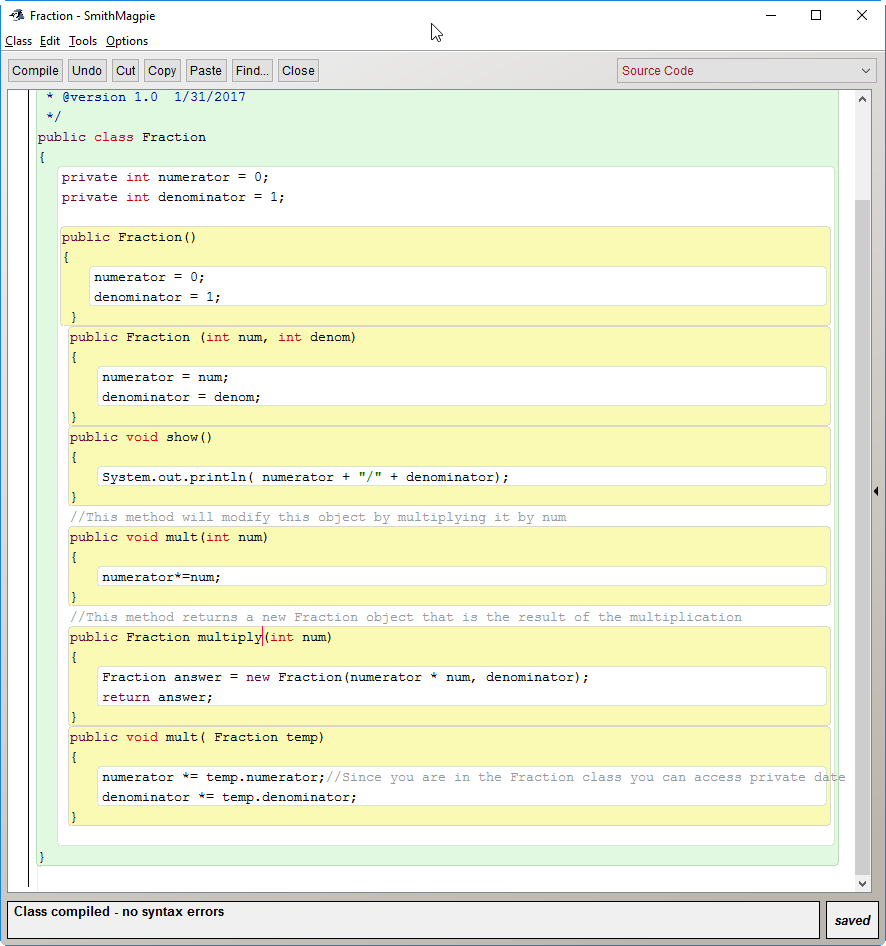 Fraction - SmithMagpie
Class Edit Tools Options
Compile Undo Cut Copy Paste Find... Close Source Code
* @version 1.0  1/31/2017
*/
public class Fraction
{
private int numerator = 0;
private int denominator = 1;
public Fraction()
{
numerator = 0;
denominator = 1;
}
public Fraction (int num, int denom)
{
numerator = num;
denominator = denom;
}
public void show()
{
System.out.println( numerator + "/" + denominator);
}
//This method will modify this object by multiplying it by num
public void mult(int num)
{
numerator*=num;
}
//This method returns a new Fraction object that is the result of the multiplication
public Fraction multiply(int num)
{
Fraction answer = new Fraction(numerator * num, denominator);
return answer;
}
public void mult( Fraction temp)
{
numerator *= temp.numerator;//Since you are in the Fraction class you can access private date
denominator *= temp.denominator;
}
}
Class compiled - no syntax errors
saved